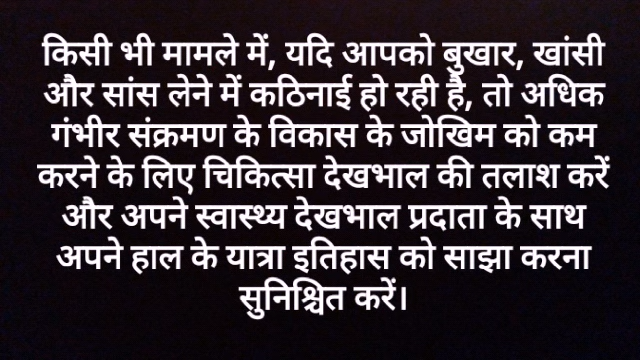 किसी भी मामले में, यदि आपको बुखार, खांसी
और सांस लेने में कठिनाई हो रही है, तो अधिक
गंभीर संक्रमण के विकास के जोखिम को कम
करने के लिए चिकित्सा देखभाल की तलाश करें
और अपने स्वास्थ्य देखभाल प्रदाता के साथ
अपने हाल के यात्रा इतिहास को साझा करना
सुनिश्चित करें।